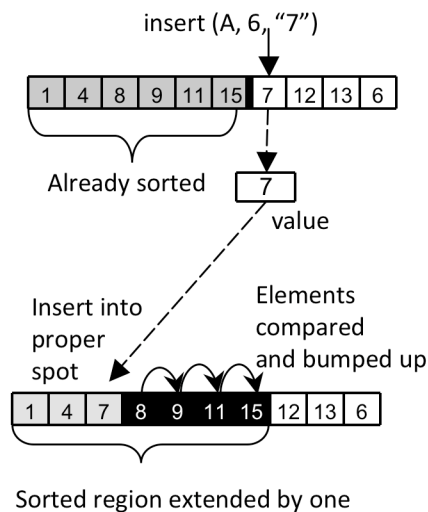 insert (A, 6, “7”)
1 4 8 9 11 15 7 12 13 6
Already sorted
7
value
Insert into
proper
spot
Elements
compared
and bumped up
1 4 7 8 9 11 15 12 13 6
Sorted region extended by one